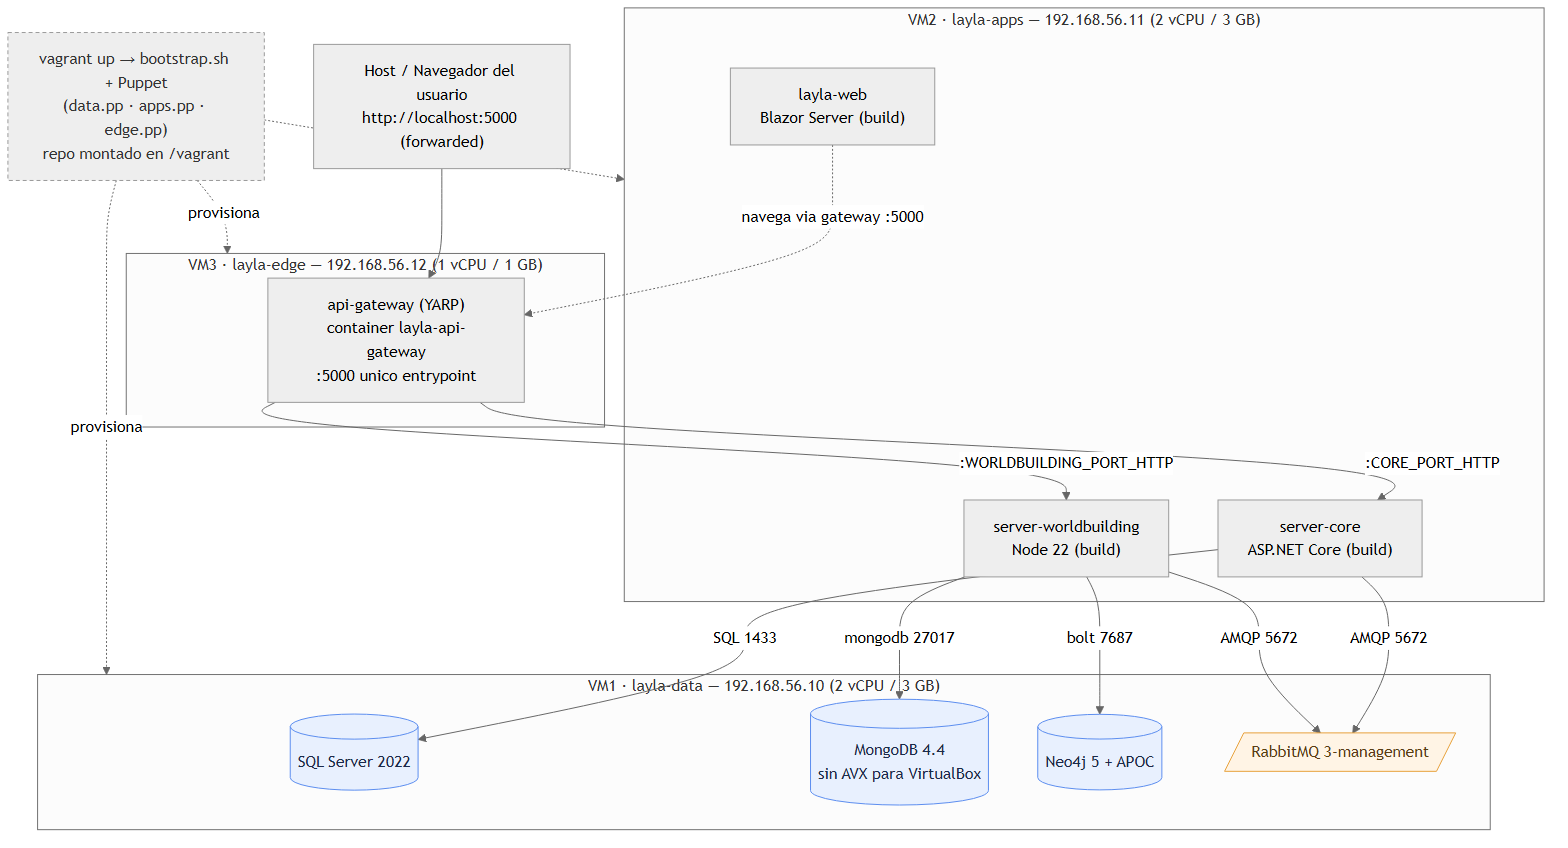 VM2 · layla-apps — 192.168.56.11 (2 vCPU / 3 GB)
vagrant up → bootstrap.sh
+ Puppet
(data.pp · apps.pp ·
edge.pp)
repo montado en /vagrant
Host / Navegador del
usuario
http://localhost:5000
(forwarded)
layla-web
Blazor Server (build)
provisiona
navega via gateway :5000
VM3 · layla-edge — 192.168.56.12 (1 vCPU / 1 GB)
api-gateway (YARP)
container layla-api-
gateway
:5000 unico entrypoint
provisiona
:WORLDBUILDING_PORT_HTTP
:CORE_PORT_HTTP
server-worldbuilding
Node 22 (build)
server-core
ASP.NET Core (build)
SQL 1433
mongodb 27017
bolt 7687
AMQP 5672
AMQP 5672
VM1 · layla-data — 192.168.56.10 (2 vCPU / 3 GB)
SQL Server 2022
MongoDB 4.4
sin AVX para VirtualBox
Neo4j 5 + APOC
RabbitMQ 3-management